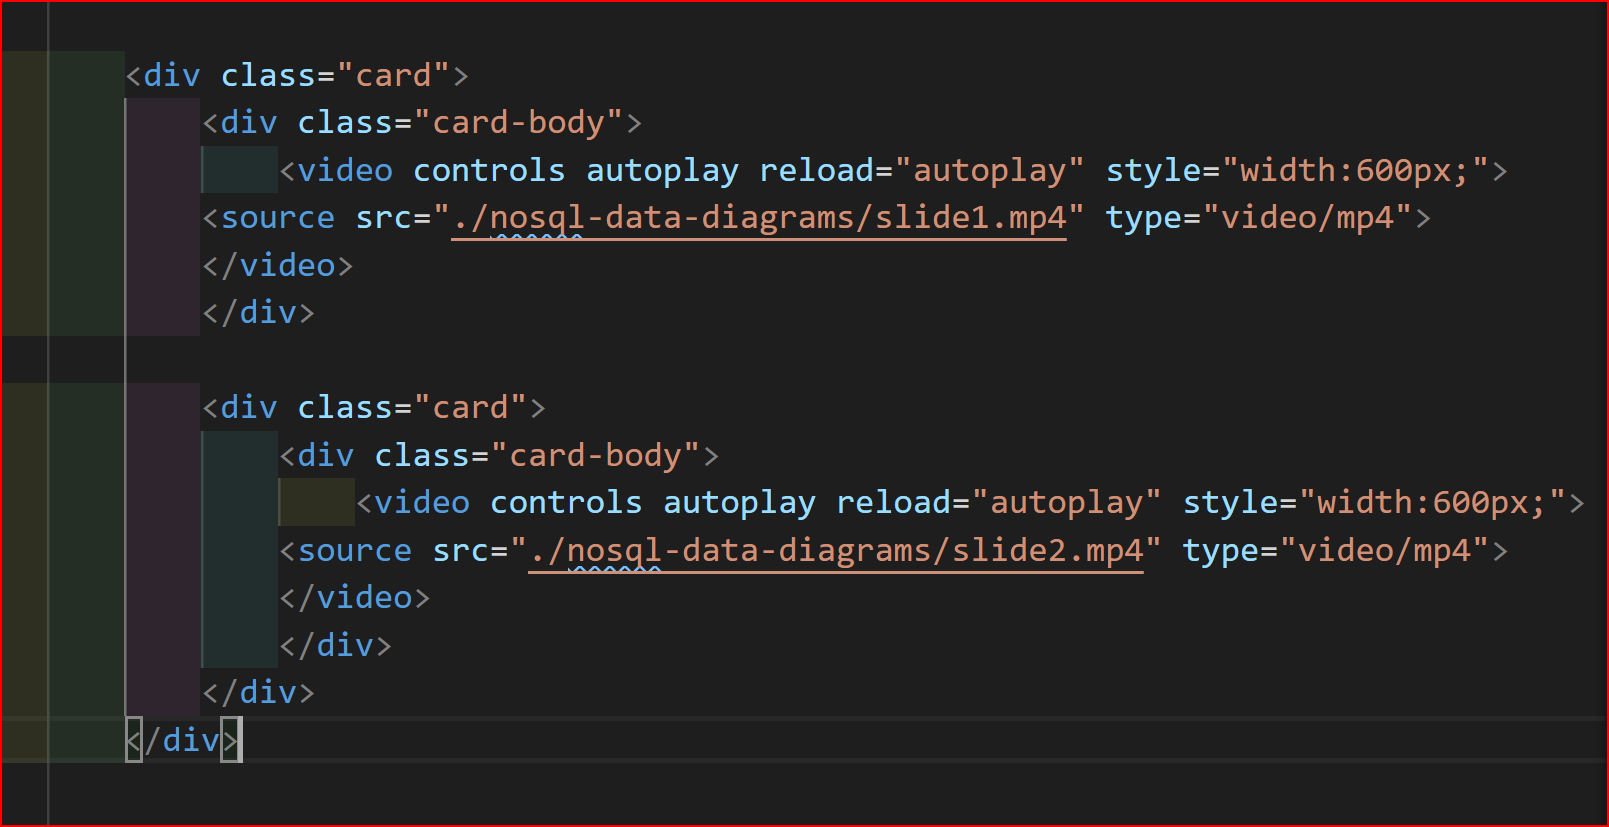 <div class="card">
<div class="card-body">
<video controls autoplay reload="autoplay" style="width:600px;">
<source src="./nosql-data-diagrams/slide1.mp4" type="video/mp4">
</video>
</div>
<div class="card">
<div class="card-body">
<video controls autoplay reload="autoplay" style="width:600px;">
<source src="./nosql-data-diagrams/slide2.mp4" type="video/mp4">
</video>
</div>
</div>
</div>